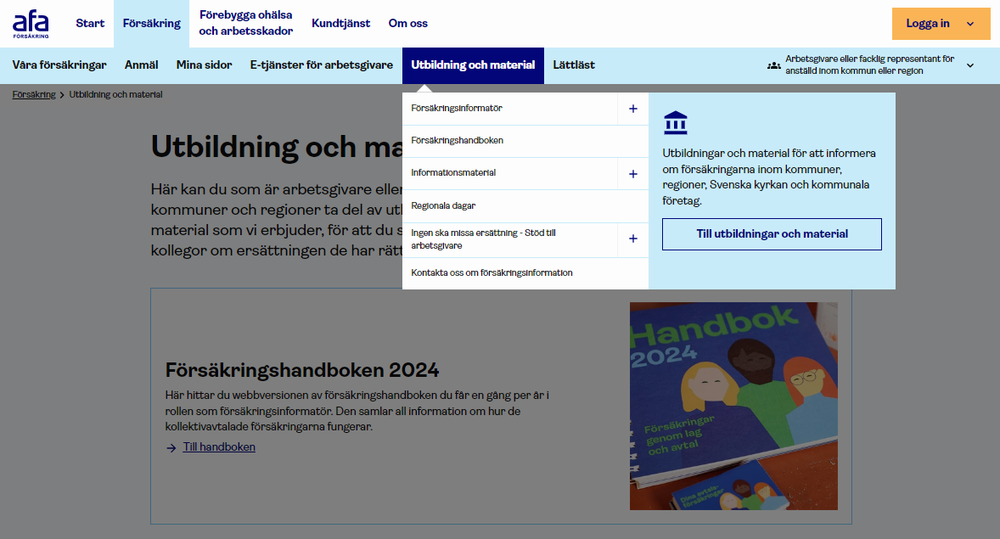 afa
FÖRSÄKRING
Start
Försäkring
Förebygga ohälsa
och arbetsskador
Kundtjänst
Om oss
Logga in
Våra försäkringar
Anmäl
Mina sidor
E-tjänster för arbetsgivare
Utbildning och material
Lättläst
Arbetsgivare eller facklig representant för
anställd inom kommun eller region
Försäkring > Utbildning och material
Försäkringsinformatör
Försäkringshandboken
Informationsmaterial
Regionala dagar
Ingen ska missa ersättning - Stöd till
arbetsgivare
Kontakta oss om försäkringsinformation
Utbildningar och material för att informera
om försäkringarna inom kommuner,
regioner, Svenska kyrkan och kommunala
företag.
Till utbildningar och material
Utbildning och ma
Här kan du som är arbetsgivare eller
kommuner och regioner ta del av ut
material som vi erbjuder, för att du s
kollegor om ersättningen de har rätt
Försäkringshandboken 2024
Här hittar du webbversionen av försäkringshandboken du får en gång per år i
rollen som försäkringsinformatör. Den samlar all information om hur de
kollektivavtalade försäkringarna fungerar.
Till handboken
Handbok
2024
Försäkringar
genom lag
och avtal
Dina avtals-
försäkringar